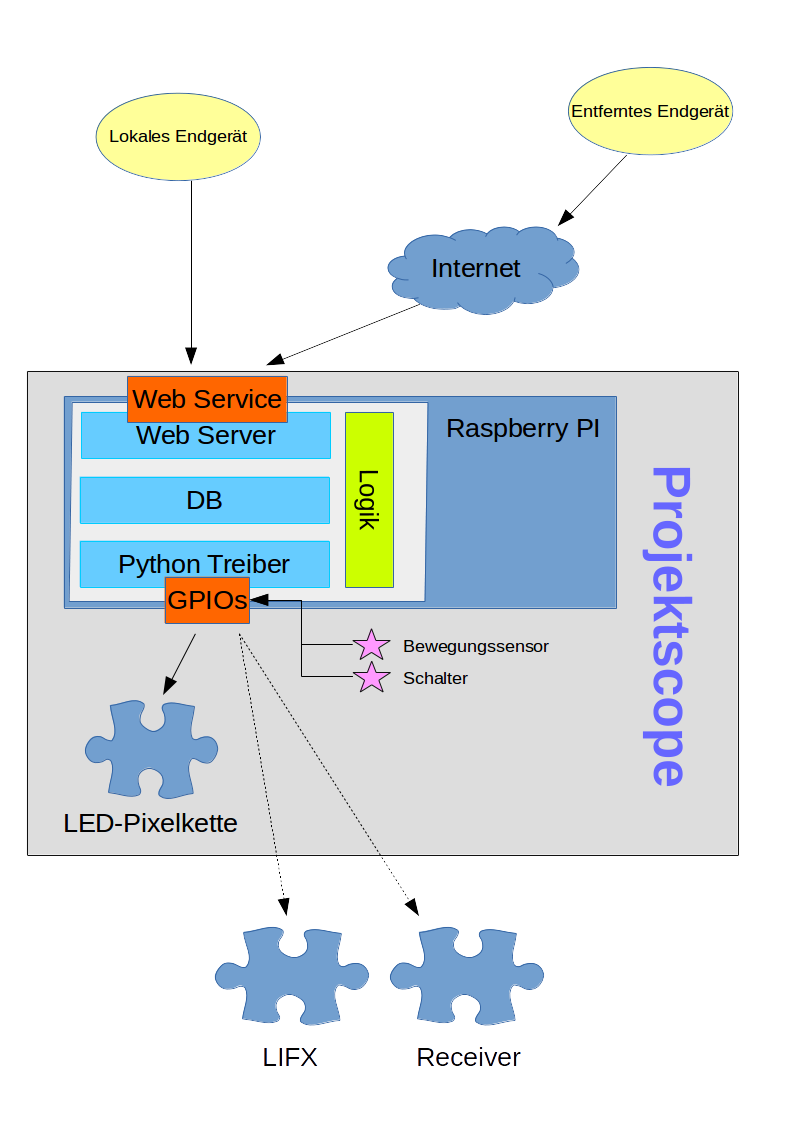 Entferntes Endgerät
Lokales Endgerät
Internet
Web Service
Web Server
Raspberry PI
DB
Logik
Python Treiber
GPIOs
Projektscope
Bewegungssensor
Schalter
LED-Pixelkette
LIFX
Receiver